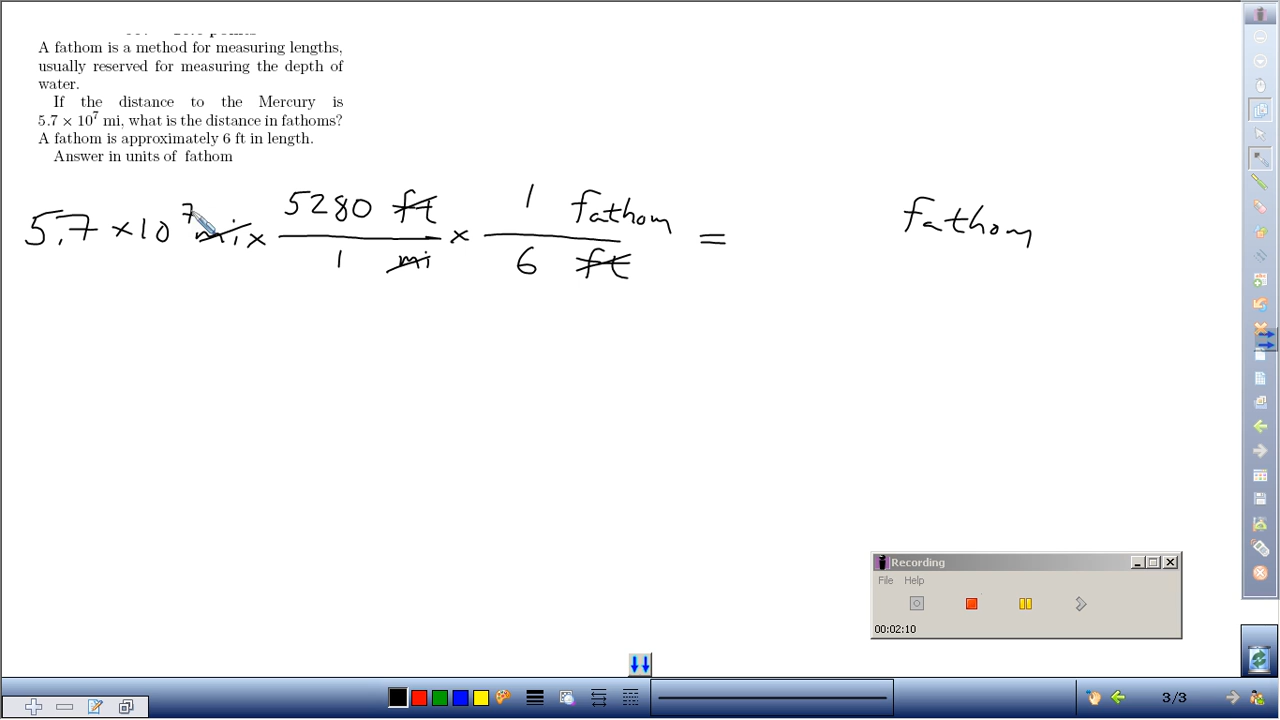 A fathom is a method for measuring lengths,
usually reserved for measuring the depth of
water.
If the distance to the Mercury is
5.7 × 10⁷ mi, what is the distance in fathoms?
A fathom is approximately 6 ft in length.
Answer in units of fathom
5.7 × 10⁷ mi × 5280 ft / 1 mi × 1 fathom / 6 ft = fathom
Recording
File Help
00:02:10
3/3